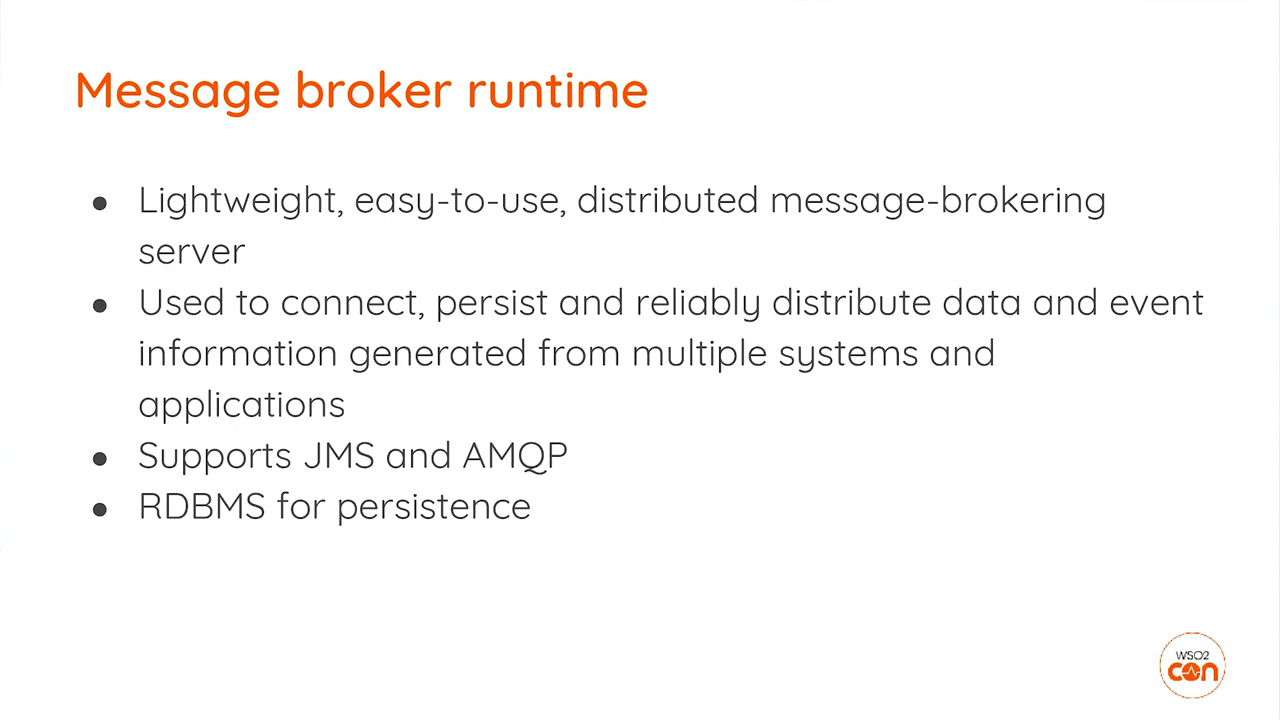 Message broker runtime
● Lightweight, easy-to-use, distributed message-brokering
server
● Used to connect, persist and reliably distribute data and event
information generated from multiple systems and
applications
● Supports JMS and AMQP
● RDBMS for persistence
WSO2
con